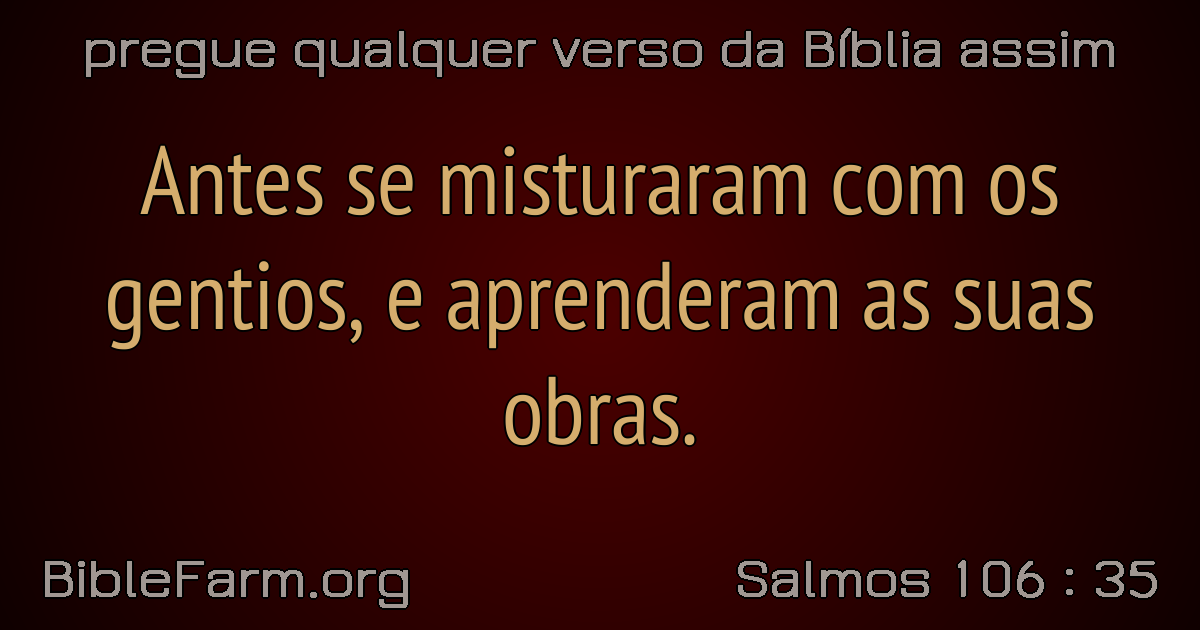 pregue qualquer verso da Bíblia assim
Antes se misturaram com os
gentios, e aprenderam as suas
obras.
BibleFarm.org
Salmos 106 : 35